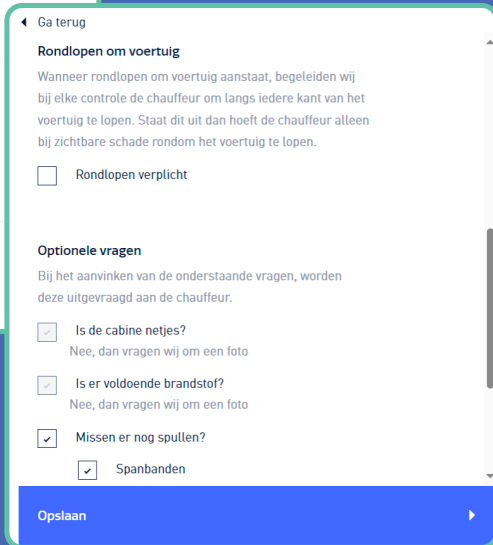 Ga terug
Rondlopen om voertuig
Wanneer rondlopen om voertuig aanstaat, begeleiden wij
bij elke controle de chauffeur om langs iedere kant van het
voertuig te lopen. Staat dit uit dan hoeft de chauffeur alleen
bij zichtbare schade rondom het voertuig te lopen.
Rondlopen verplicht
Optionele vragen
Bij het aanvinken van de onderstaande vragen, worden
deze uitgevraagd aan de chauffeur.
Is de cabine netjes?
Nee, dan vragen wij om een foto
Is er voldoende brandstof?
Nee, dan vragen wij om een foto
Missen er nog spullen?
Spanbanden
Opslaan